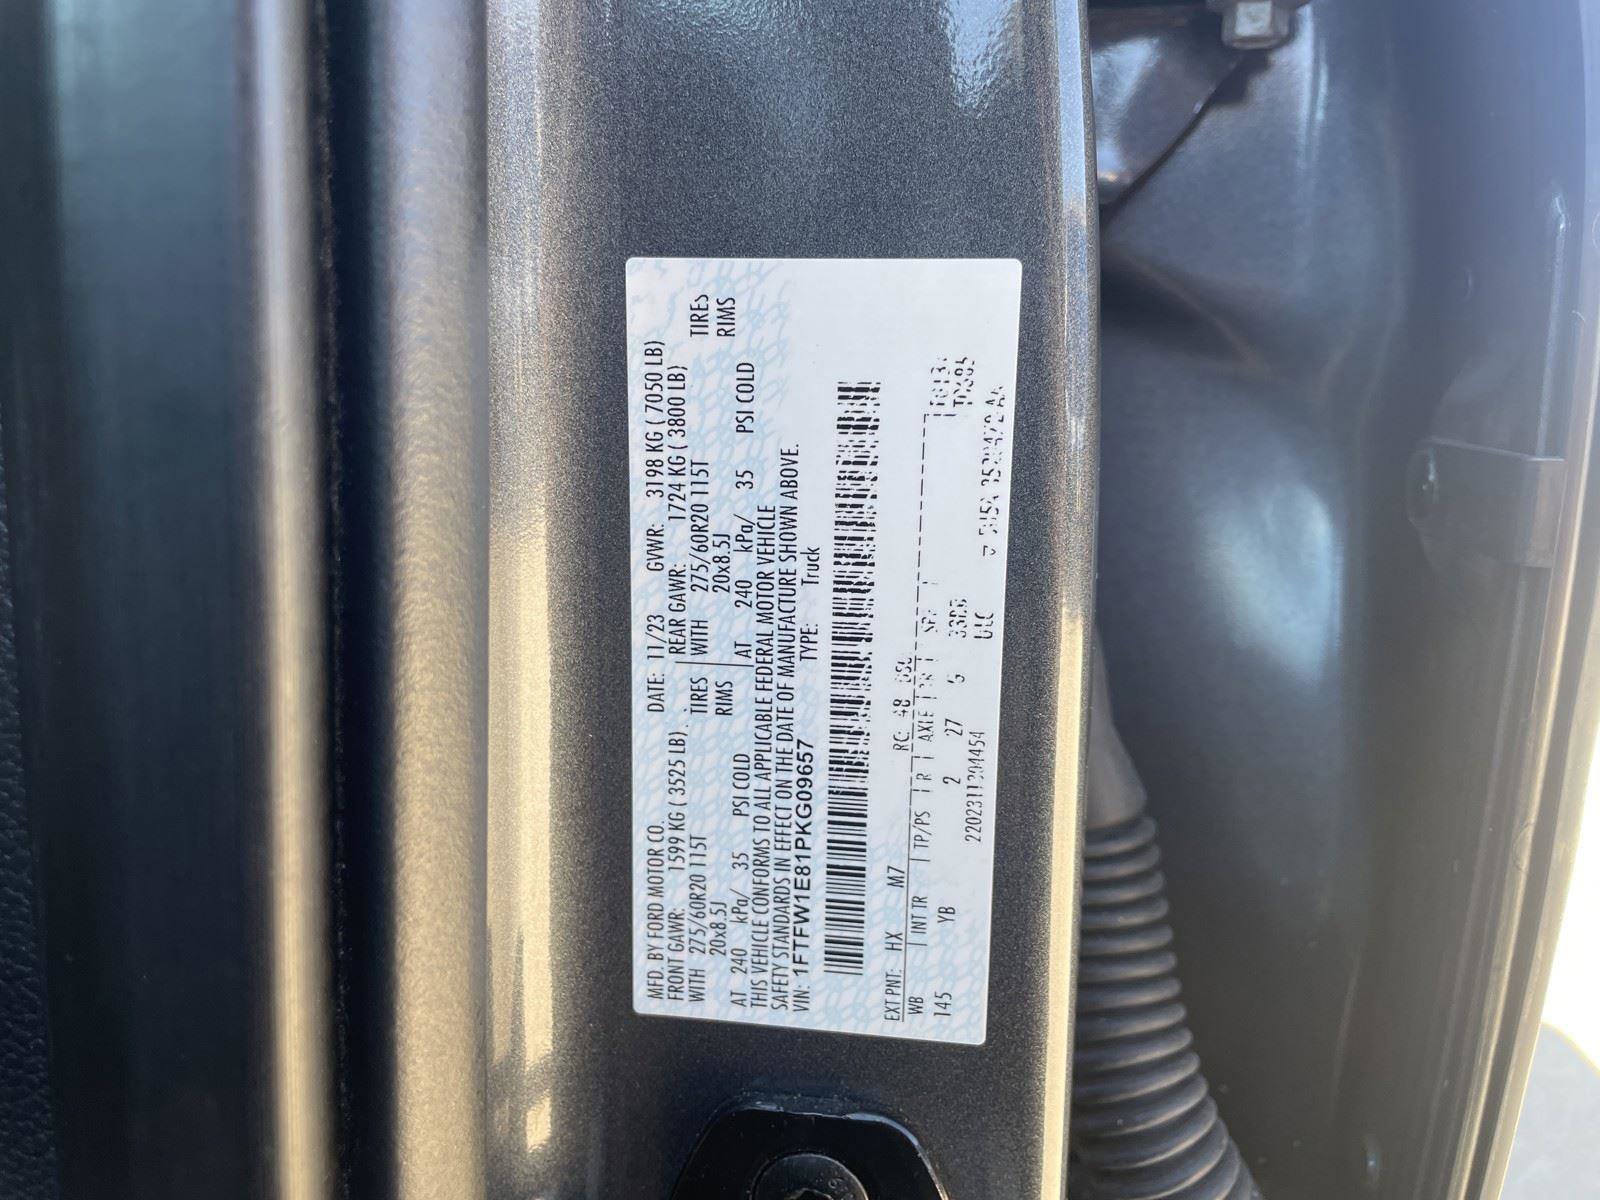 MFD. BY FORD MOTOR CO. DATE: 11/23 GVWR: 3198 KG ( 7050 LB)
FRONT GAWR: 1599 KG ( 3525 LB) REAR GAWR: 1724 KG ( 3800 LB)
WITH 275/60R20 115T TIRES WITH 275/60R20 115T TIRES
20x8.5J RIMS 20x8.5J RIMS
AT 240 kPa/ 35 PSI COLD AT 240 kPa/ 35 PSI COLD
THIS VEHICLE CONFORMS TO ALL APPLICABLE FEDERAL MOTOR VEHICLE
SAFETY STANDARDS IN EFFECT ON THE DATE OF MANUFACTURE SHOWN ABOVE.
VIN: 1FTFW1E81PKG09657 TYPE: Truck
EXT PNT: HX M7 RC: 48
WB INT TR TP/PS R AXLE TR SPR
145 YB 2 27 5
2202311304454